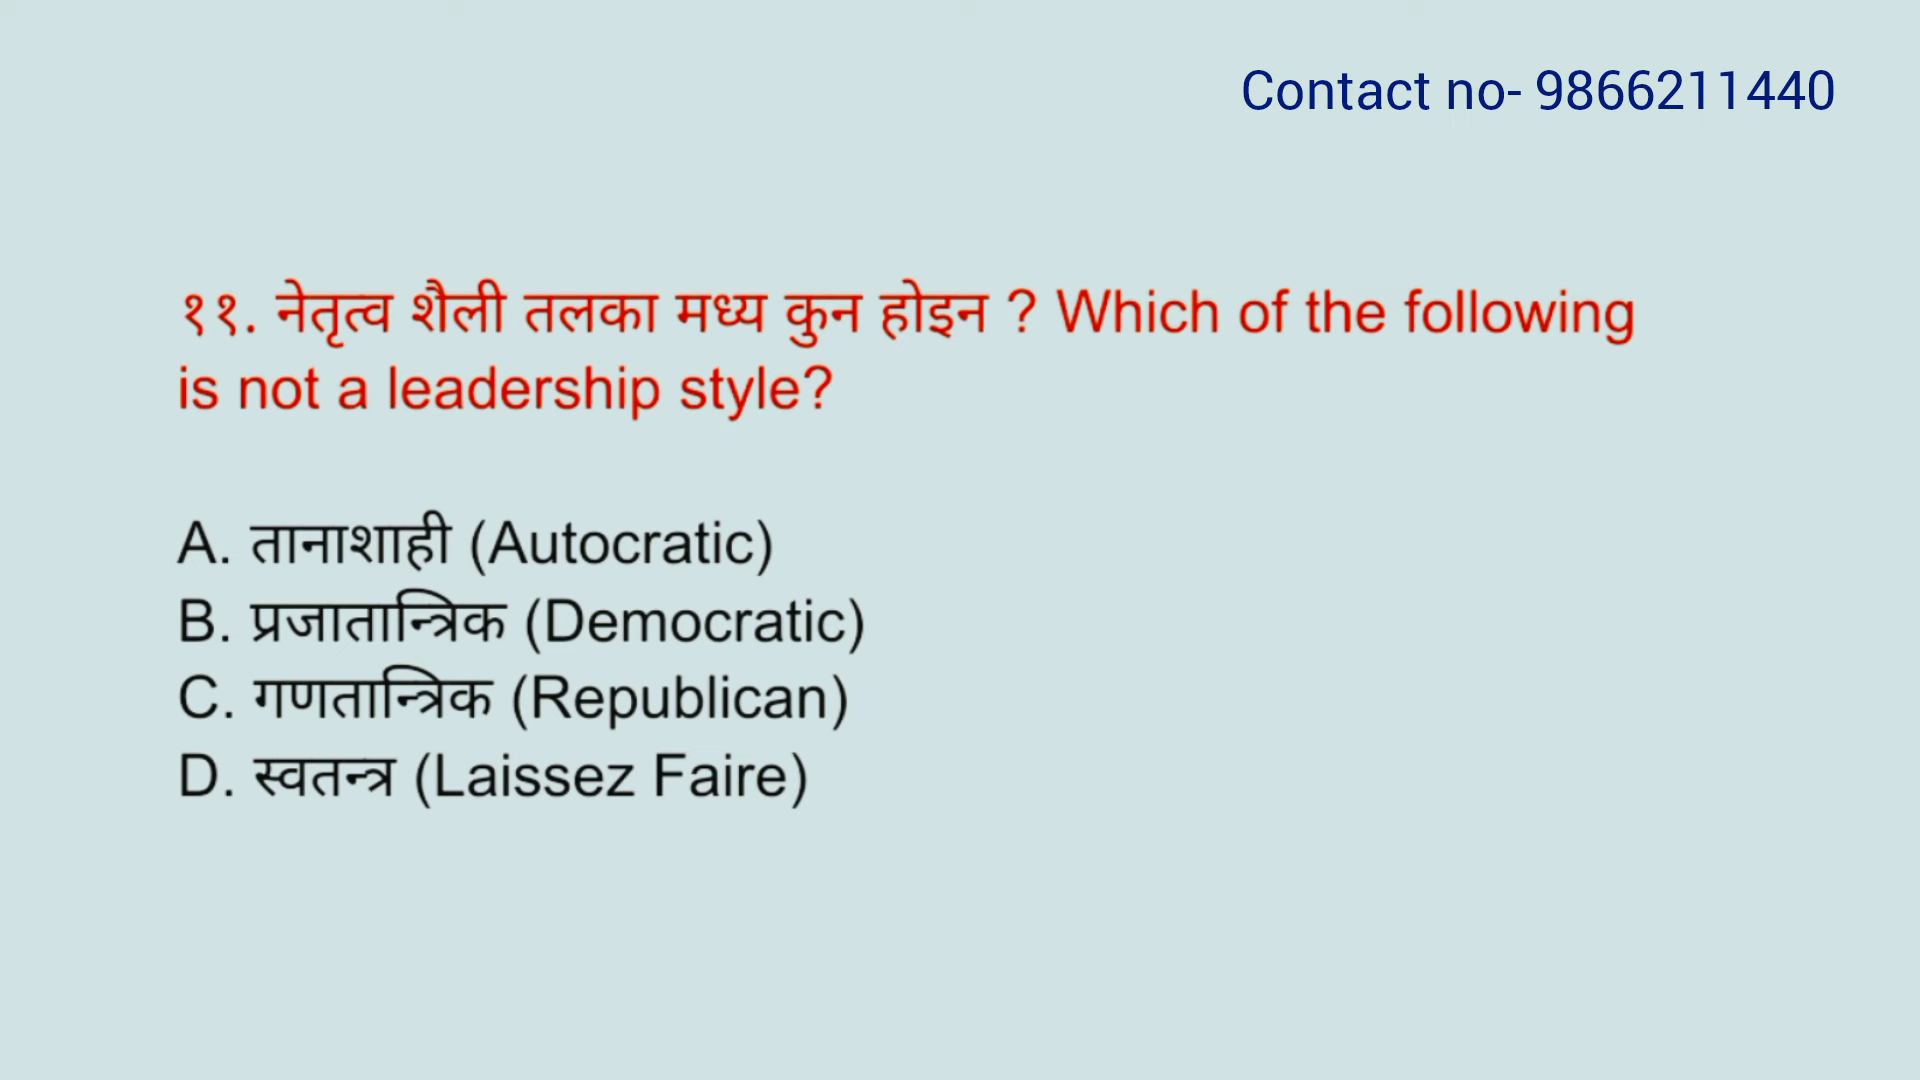 Contact no- 9866211440
११. नेतृत्व शैली तलका मध्य कुन होइन ? Which of the following
is not a leadership style?
A. तानाशाही (Autocratic)
B. प्रजातान्त्रिक (Democratic)
C. गणतान्त्रिक (Republican)
D. स्वतन्त्र (Laissez Faire)